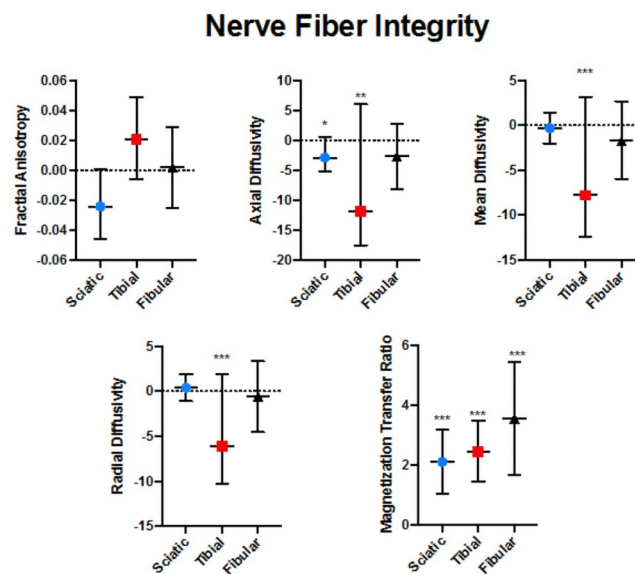 Nerve Fiber Integrity
Fractial Anisotropy
0.06
0.04
0.02
0.00
-0.02
-0.04
-0.06
Sciatic
Tibial
Fibular
Axial Diffusivity
10
5
0
-5
-10
-15
-20
*
**
Sciatic
Tibial
Fibular
Mean Diffusivity
5
0
-5
-10
-15
***
Sciatic
Tibial
Fibular
Radial Diffusivity
5
0
-5
-10
-15
***
Sciatic
Tibial
Fibular
Magnetization Transfer Ratio
6
4
2
0
***
***
***
Sciatic
Tibial
Fibular